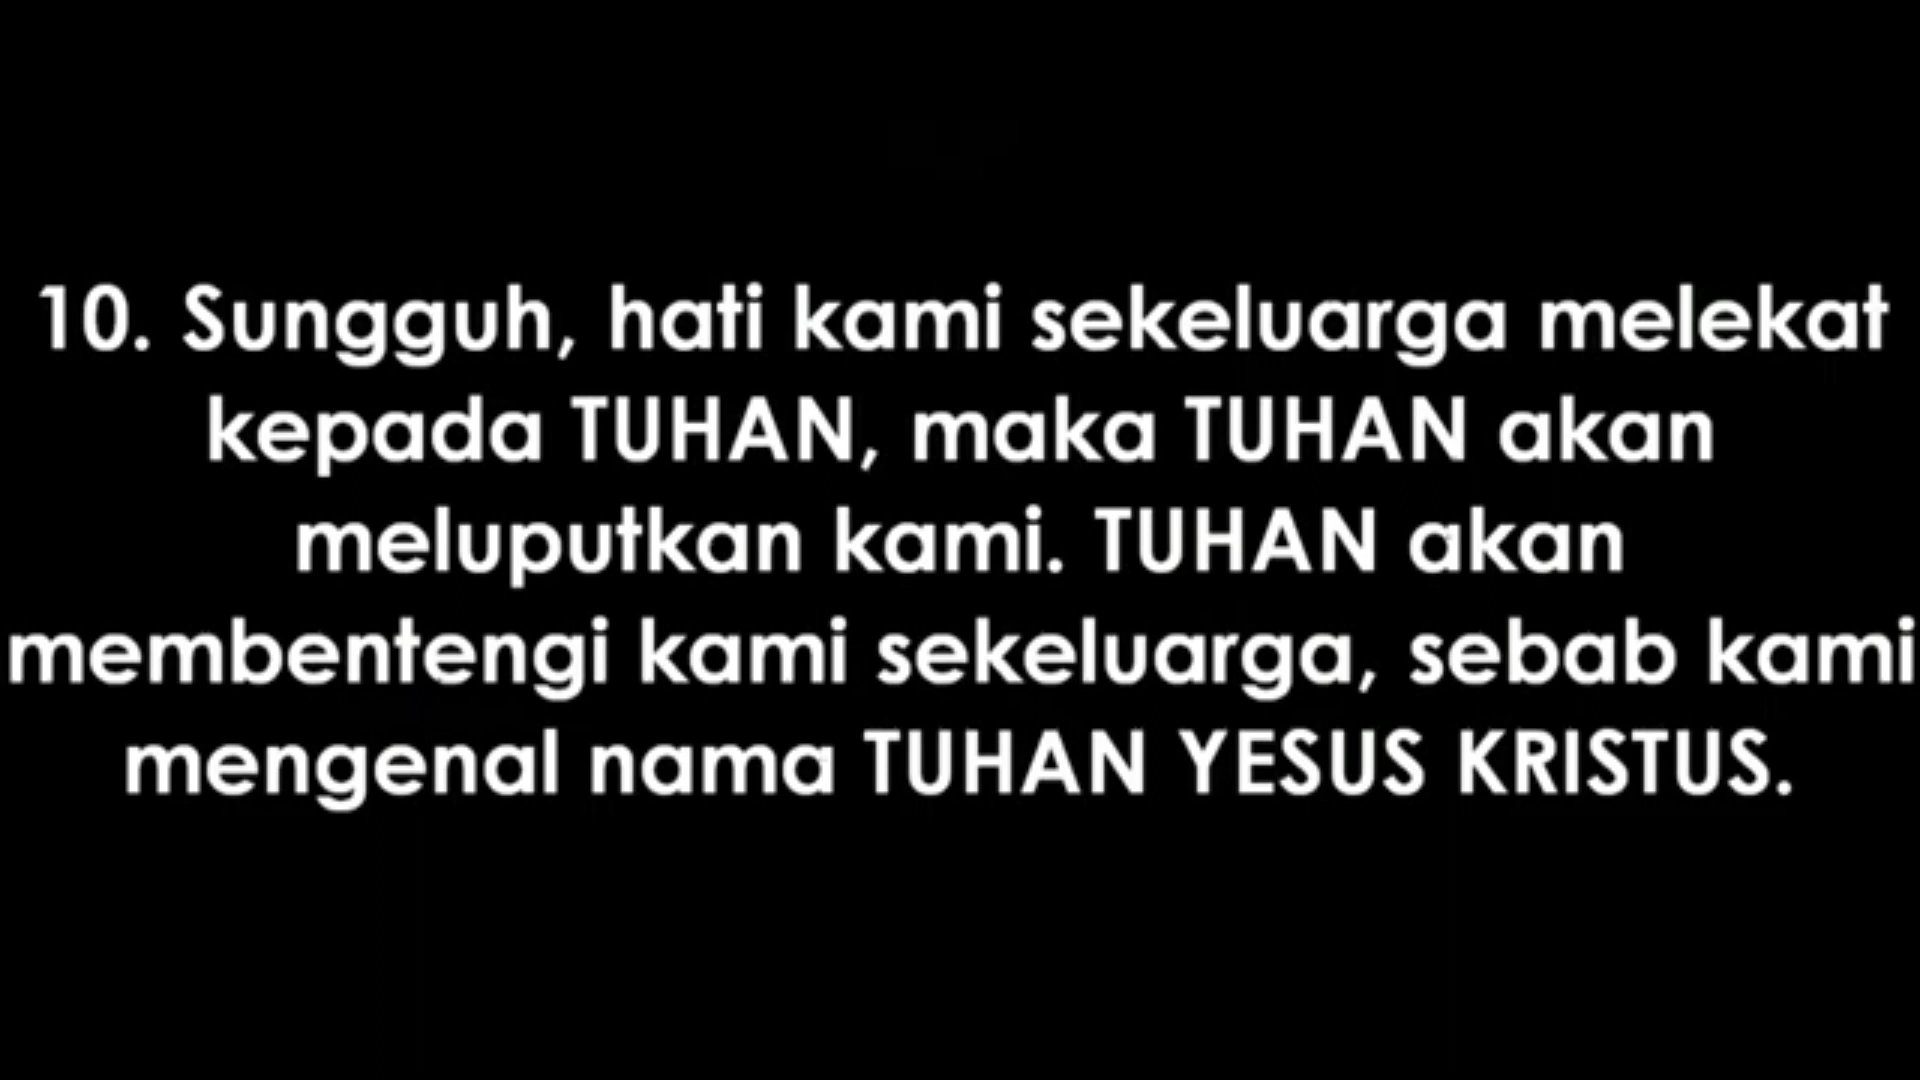 10. Sungguh, hati kami sekeluarga melekat
kepada TUHAN, maka TUHAN akan
meluputkan kami. TUHAN akan
membentengi kami sekeluarga, sebab kami
mengenal nama TUHAN YESUS KRISTUS.